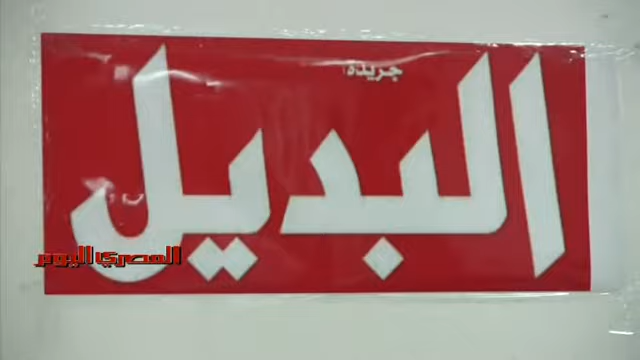 جريدة
البديل
المصري اليوم